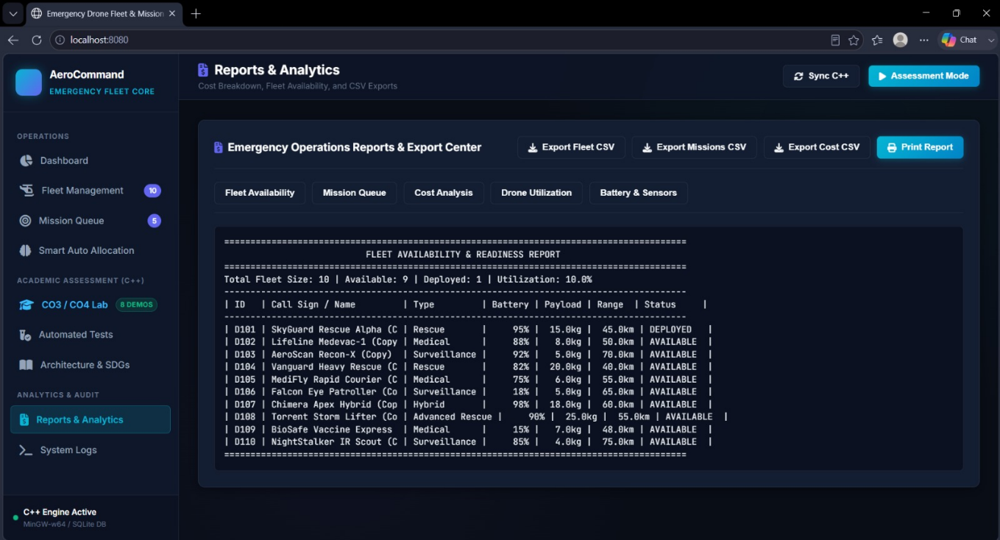 Emergency Drone Fleet & Mission
localhost:8080
Chat
AeroCommand
EMERGENCY FLEET CORE
OPERATIONS
Dashboard
Fleet Management 10
Mission Queue 5
Smart Auto Allocation
ACADEMIC ASSESSMENT (C++)
CO3 / CO4 Lab 8 DEMOS
Automated Tests
Architecture & SDGs
ANALYTICS & AUDIT
Reports & Analytics
System Logs
C++ Engine Active
MinGW-w64 / SQLite DB
Reports & Analytics
Cost Breakdown, Fleet Availability, and CSV Exports
Sync C++
Assessment Mode
Emergency Operations Reports & Export Center
Export Fleet CSV
Export Missions CSV
Export Cost CSV
Print Report
Fleet Availability
Mission Queue
Cost Analysis
Drone Utilization
Battery & Sensors
========================================================================================
FLEET AVAILABILITY & READINESS REPORT
========================================================================================
Total Fleet Size: 10 | Available: 9 | Deployed: 1 | Utilization: 10.0%
----------------------------------------------------------------------------------------
| ID   | Call Sign / Name         | Type         | Battery | Payload | Range  | Status     |
----------------------------------------------------------------------------------------
| D101 | SkyGuard Rescue Alpha (C | Rescue       |     95% |  15.0kg |  45.0km | DEPLOYED   |
| D102 | Lifeline Medevac-1 (Copy | Medical      |     88% |   8.0kg |  50.0km | AVAILABLE  |
| D103 | AeroScan Recon-X (Copy)  | Surveillance |     92% |   5.0kg |  70.0km | AVAILABLE  |
| D104 | Vanguard Heavy Rescue (C | Rescue       |     82% |  20.0kg |  40.0km | AVAILABLE  |
| D105 | MediFly Rapid Courier (C | Medical      |     75% |   6.0kg |  55.0km | AVAILABLE  |
| D106 | Falcon Eye Patroller (Co | Surveillance |     18% |   5.0kg |  65.0km | AVAILABLE  |
| D107 | Chimera Apex Hybrid (Cop | Hybrid       |     98% |  18.0kg |  60.0km | AVAILABLE  |
| D108 | Torrent Storm Lifter (Co | Advanced Rescue |     90% |  25.0kg |  55.0km | AVAILABLE  |
| D109 | BioSafe Vaccine Express  | Medical      |     15% |   7.0kg |  48.0km | AVAILABLE  |
| D110 | NightStalker IR Scout (C | Surveillance |     85% |   4.0kg |  75.0km | AVAILABLE  |
========================================================================================